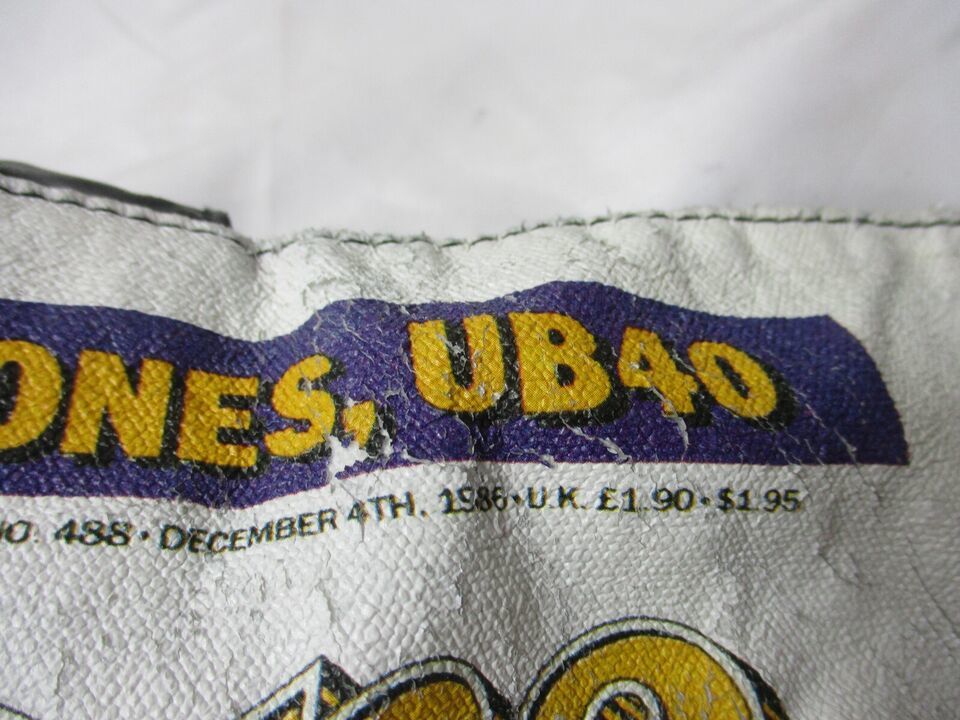 ONES, UB40
NO. 488 • DECEMBER 4TH, 1986 • U.K. £1.90 • $1.95